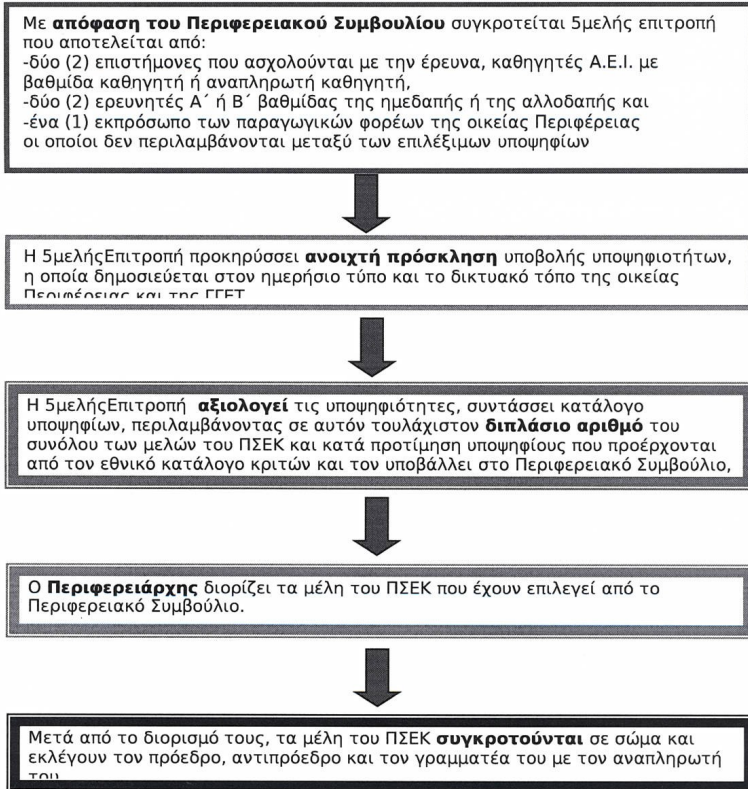 Με απόφαση του Περιφερειακού Συμβουλίου συγκροτείται 5μελής επιτροπή
που αποτελείται από:
-δύο (2) επιστήμονες που ασχολούνται με την έρευνα, καθηγητές Α.Ε.Ι. με
βαθμίδα καθηγητή ή αναπληρωτή καθηγητή,
-δύο (2) ερευνητές Α΄ ή Β΄ βαθμίδας της ημεδαπής ή της αλλοδαπής και
-ένα (1) εκπρόσωπο των παραγωγικών φορέων της οικείας Περιφέρειας
οι οποίοι δεν περιλαμβάνονται μεταξύ των επιλέξιμων υποψηφίων
Η 5μελήςΕπιτροπή προκηρύσσει ανοιχτή πρόσκληση υποβολής υποψηφιοτήτων,
η οποία δημοσιεύεται στον ημερήσιο τύπο και το δικτυακό τόπο της οικείας
Περιφέρειας και της ΓΓΕΤ
Η 5μελήςΕπιτροπή αξιολογεί τις υποψηφιότητες, συντάσσει κατάλογο
υποψηφίων, περιλαμβάνοντας σε αυτόν τουλάχιστον διπλάσιο αριθμό του
συνόλου των μελών του ΠΣΕΚ και κατά προτίμηση υποψηφίους που προέρχονται
από τον εθνικό κατάλογο κριτών και τον υποβάλλει στο Περιφερειακό Συμβούλιο,
Ο Περιφερειάρχης διορίζει τα μέλη του ΠΣΕΚ που έχουν επιλεγεί από το
Περιφερειακό Συμβούλιο.
Μετά από το διορισμό τους, τα μέλη του ΠΣΕΚ συγκροτούνται σε σώμα και
εκλέγουν τον πρόεδρο, αντιπρόεδρο και τον γραμματέα του με τον αναπληρωτή
του